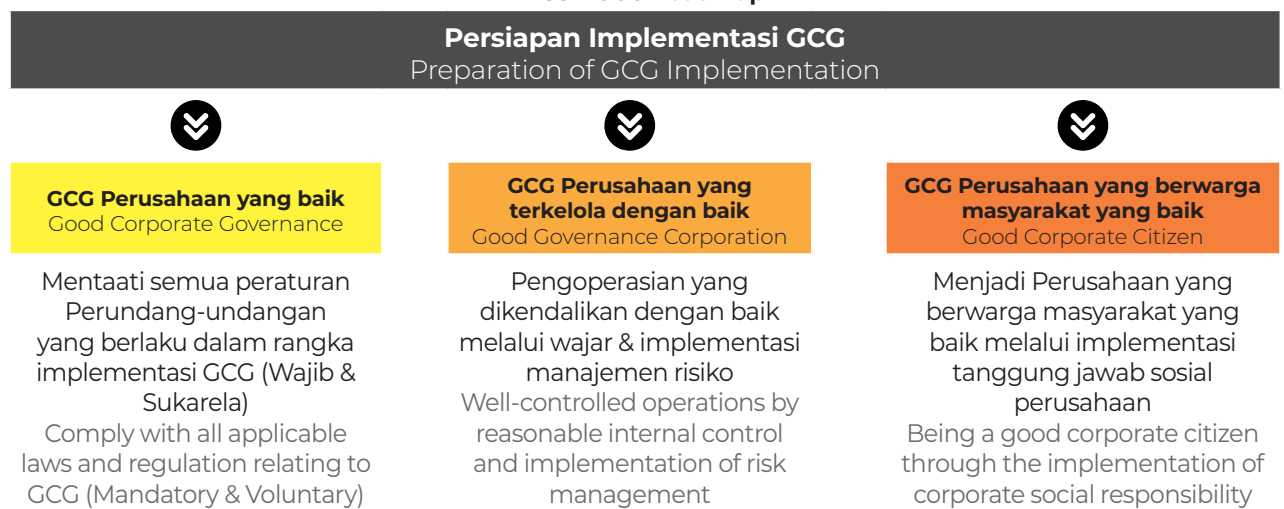 Persiapan Implementasi GCG
Preparation of GCG Implementation
GCG Perusahaan yang baik
Good Corporate Governance
Mentaati semua peraturan
Perundang-undangan
yang berlaku dalam rangka
implementasi GCG (Wajib &
Sukarela)
Comply with all applicable
laws and regulation relating to
GCG (Mandatory & Voluntary)
GCG Perusahaan yang
terkelola dengan baik
Good Governance Corporation
Pengoperasian yang
dikendalikan dengan baik
melalui wajar & implementasi
manajemen risiko
Well-controlled operations by
reasonable internal control
and implementation of risk
management
GCG Perusahaan yang berwarga
masyarakat yang baik
Good Corporate Citizen
Menjadi Perusahaan yang
berwarga masyarakat yang
baik melalui implementasi
tanggung jawab sosial
perusahaan
Being a good corporate citizen
through the implementation of
corporate social responsibility